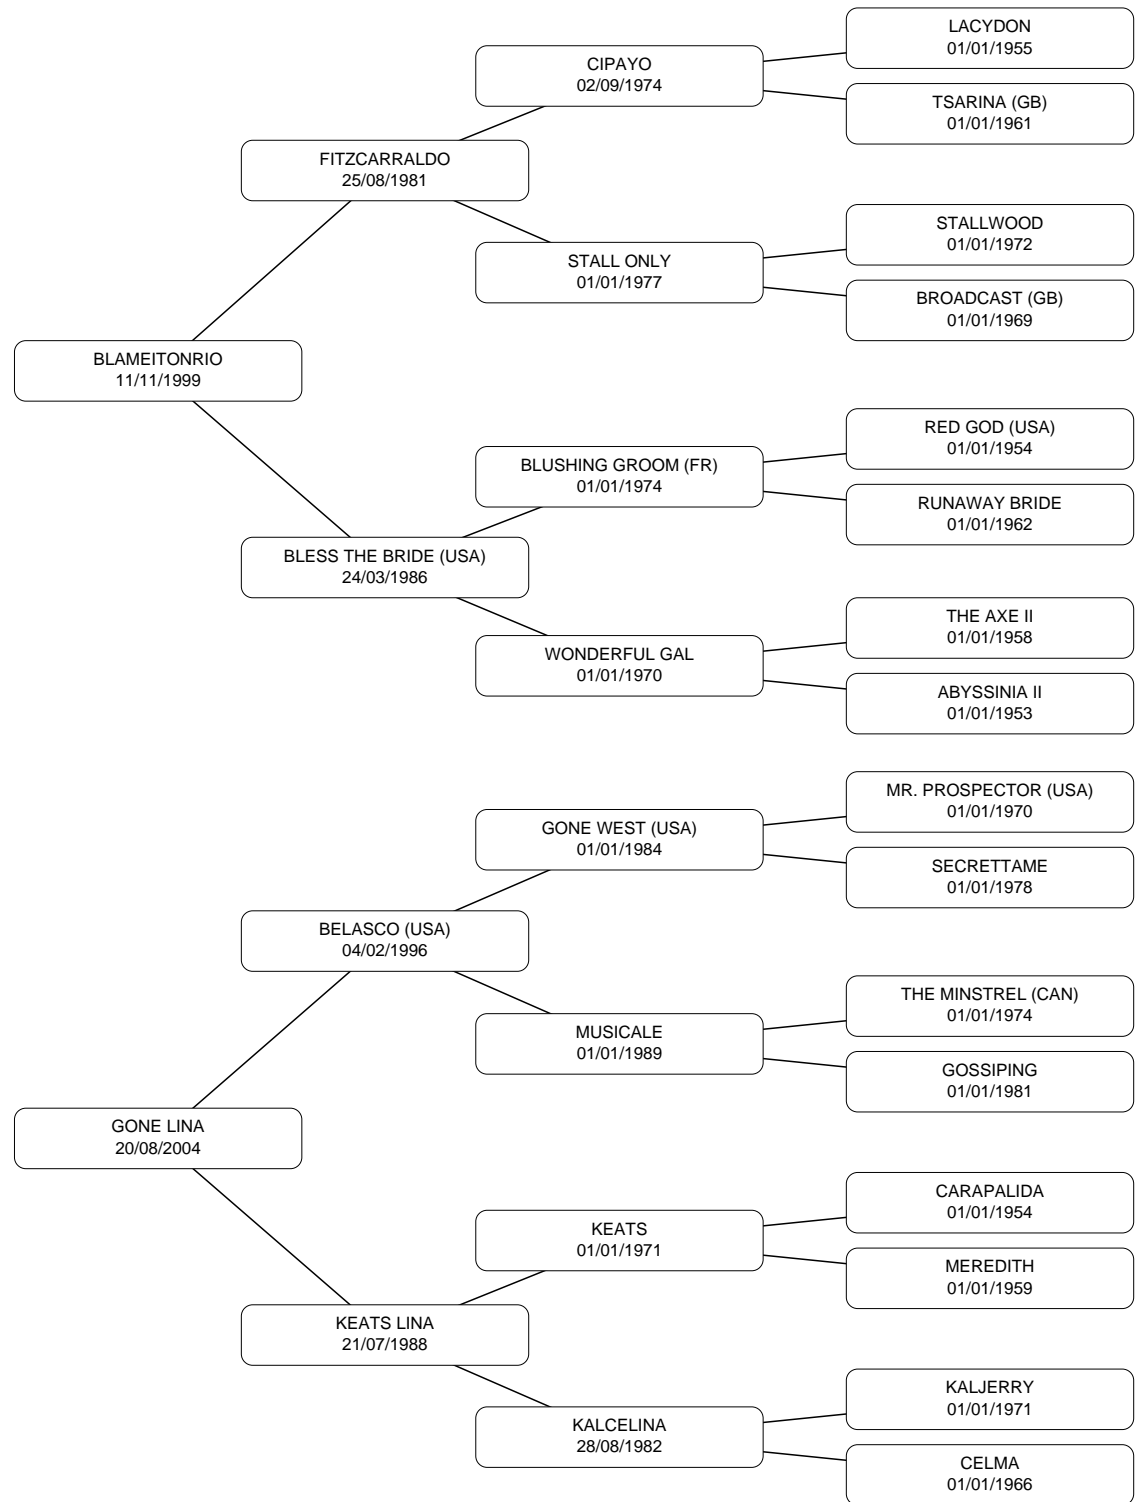 LACYDON
01/01/1955
CIPAYO
02/09/1974
TSARINA (GB)
01/01/1961
FITZCARRALDO
25/08/1981
STALLWOOD
01/01/1972
STALL ONLY
01/01/1977
BROADCAST (GB)
01/01/1969
BLAMEITONRIO
11/11/1999
RED GOD (USA)
01/01/1954
BLUSHING GROOM (FR)
01/01/1974
RUNAWAY BRIDE
01/01/1962
BLESS THE BRIDE (USA)
24/03/1986
THE AXE II
01/01/1958
WONDERFUL GAL
01/01/1970
ABYSSINIA II
01/01/1953
MR. PROSPECTOR (USA)
01/01/1970
GONE WEST (USA)
01/01/1984
SECRETTAME
01/01/1978
BELASCO (USA)
04/02/1996
THE MINSTREL (CAN)
01/01/1974
MUSICALE
01/01/1989
GOSSIPING
01/01/1981
GONE LINA
20/08/2004
CARAPALIDA
01/01/1954
KEATS
01/01/1971
MEREDITH
01/01/1959
KEATS LINA
21/07/1988
KALJERRY
01/01/1971
KALCELINA
28/08/1982
CELMA
01/01/1966